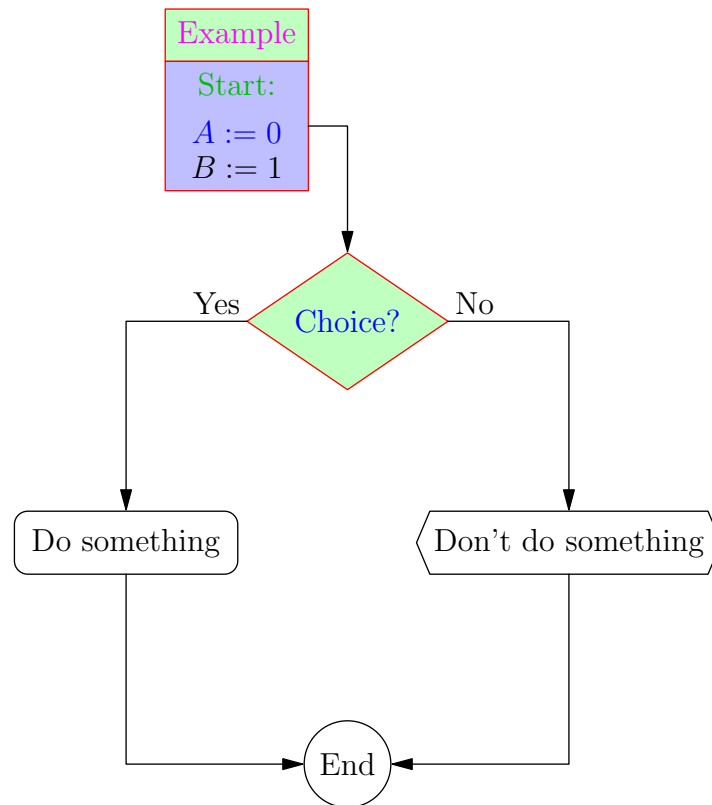 Example
Start:
A := 0
B := 1
Yes
No
Choice?
Do something
Don't do something
End